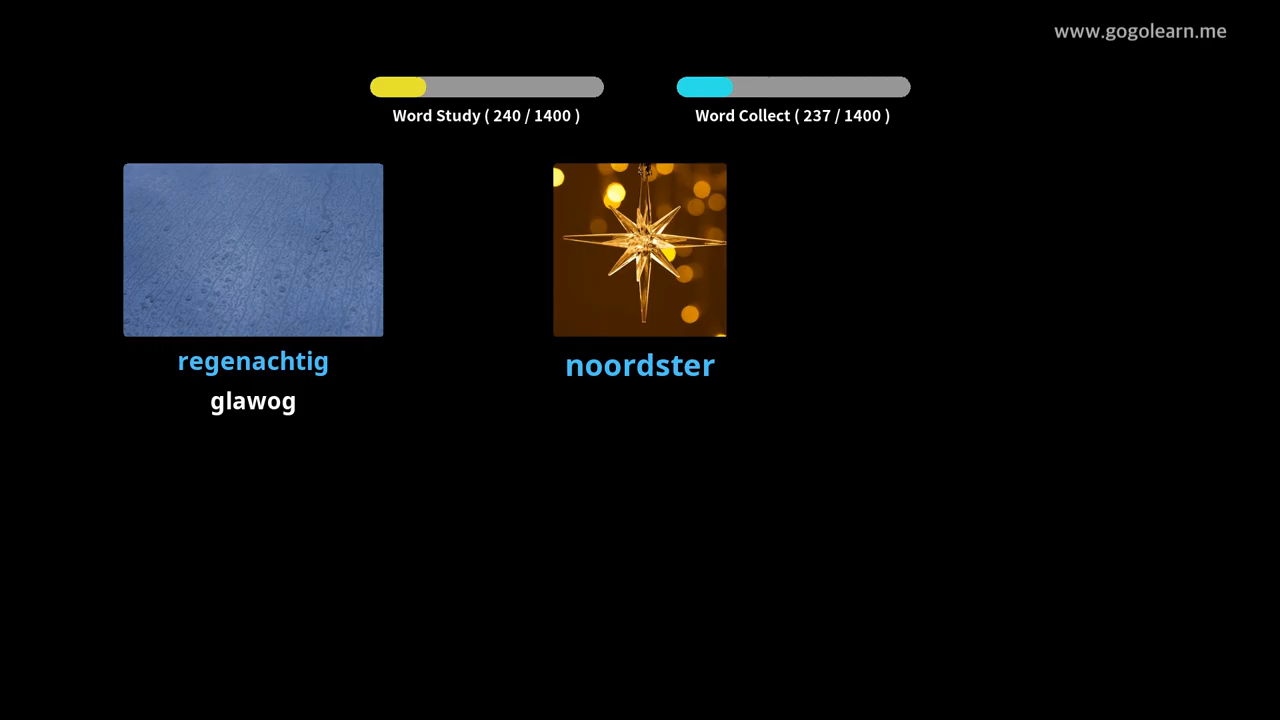 www.gogolearn.me
Word Study ( 240 / 1400 )
Word Collect ( 237 / 1400 )
regenachtig
glawog
noordster